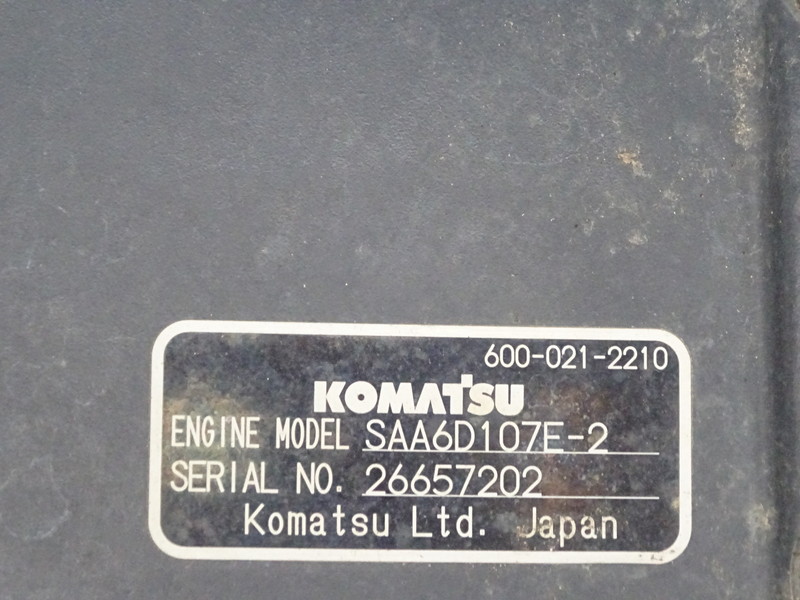 600-021-2210
KOMATSU
ENGINE MODEL SAA6D107E-2
SERIAL NO. 26657202
Komatsu Ltd. Japan